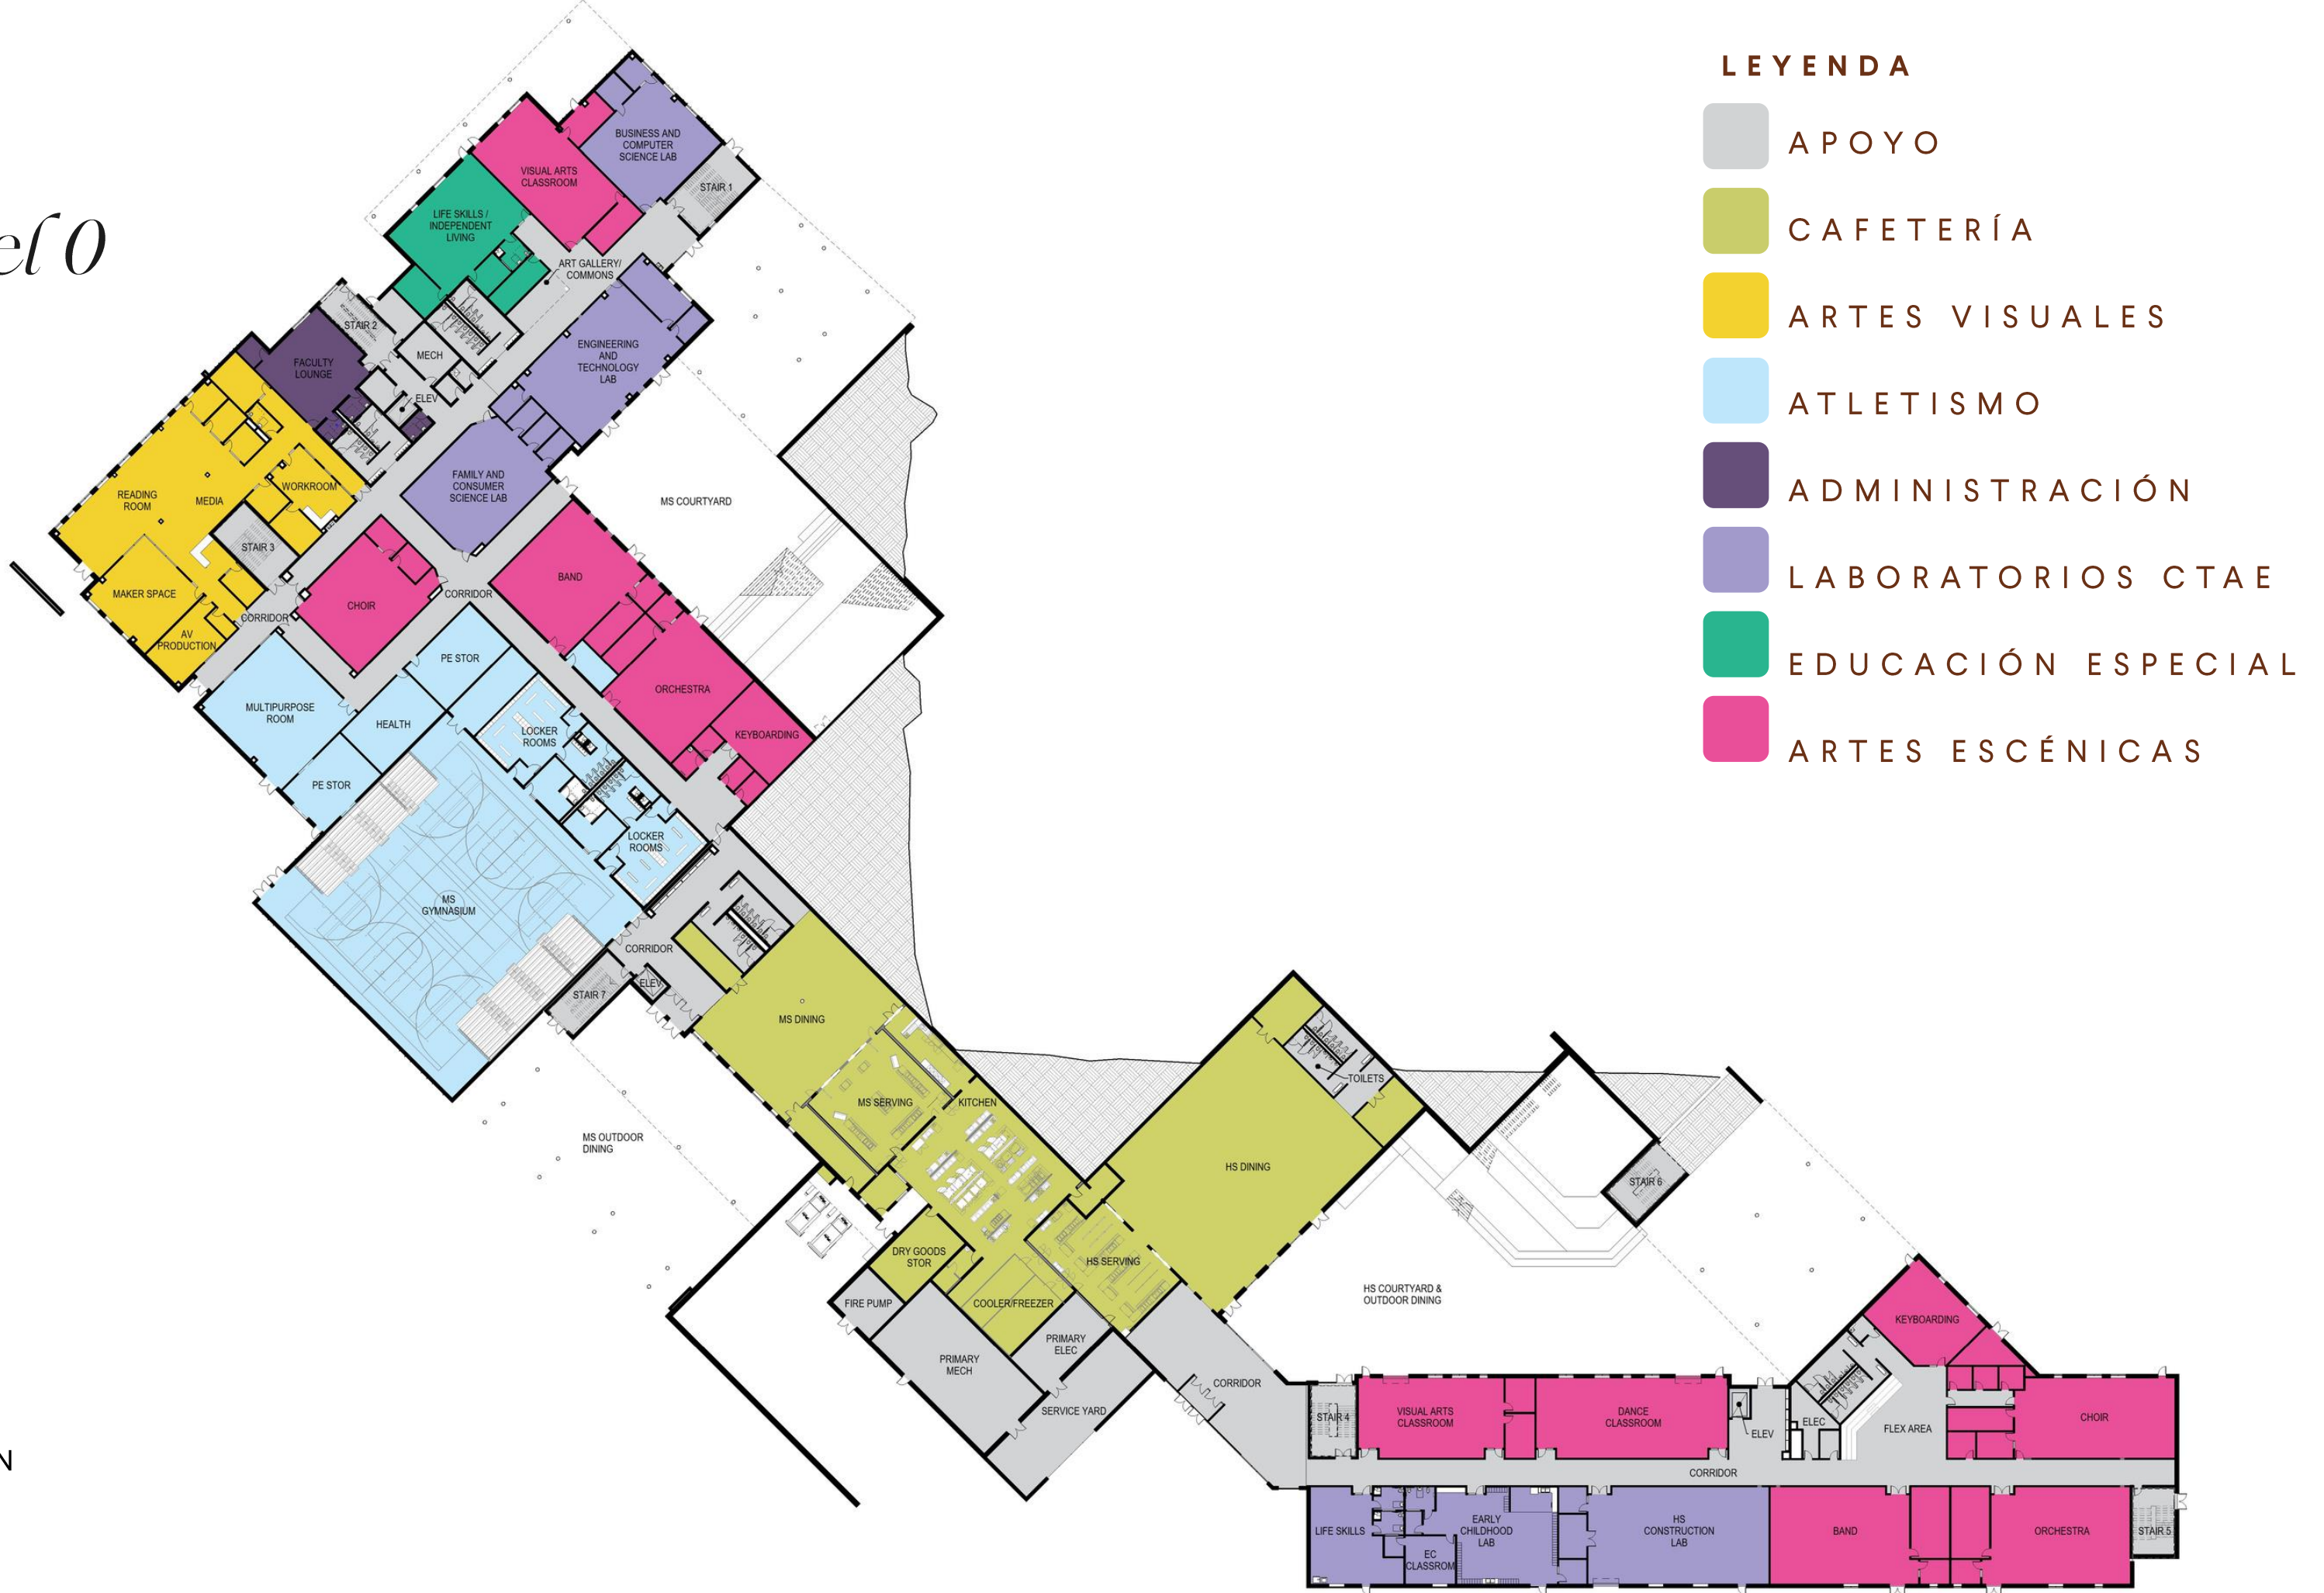 el 0
LEYENDA
APOYO
CAFETERÍA
ARTES VISUALES
ATLETISMO
ADMINISTRACIÓN
LABORATORIOS CTAE
EDUCACIÓN ESPECIAL
ARTES ESCÉNICAS
BUSINESS AND
COMPUTER
SCIENCE LAB
VISUAL ARTS
CLASSROOM
STAIR 1
LIFE SKILLS /
INDEPENDENT
LIVING
ART GALLERY/
COMMONS
STAIR 2
MECH
ENGINEERING
AND
TECHNOLOGY
LAB
FACULTY
LOUNGE
ELEV
FAMILY AND
CONSUMER
SCIENCE LAB
WORKROOM
READING
ROOM
MEDIA
MS COURTYARD
STAIR 3
MAKER SPACE
CHOIR
CORRIDOR
BAND
CORRIDOR
AV
PRODUCTION
PE STOR
ORCHESTRA
MULTIPURPOSE
ROOM
HEALTH
LOCKER
ROOMS
KEYBOARDING
PE STOR
LOCKER
ROOMS
MS
GYMNASIUM
CORRIDOR
ELEV
STAIR 7
MS DINING
MS SERVING
KITCHEN
TOILETS
MS OUTDOOR
DINING
HS DINING
STAIR 6
DRY GOODS
STOR
HS SERVING
FIRE PUMP
COOLER/FREEZER
HS COURTYARD &
OUTDOOR DINING
PRIMARY
ELEC
PRIMARY
MECH
KEYBOARDING
CORRIDOR
SERVICE YARD
STAIR 4
VISUAL ARTS
CLASSROOM
DANCE
CLASSROOM
ELEV
ELEC
FLEX AREA
CHOIR
CORRIDOR
N
LIFE SKILLS
EC
CLASSROM
EARLY
CHILDHOOD
LAB
HS
CONSTRUCTION
LAB
BAND
ORCHESTRA
STAIR 5